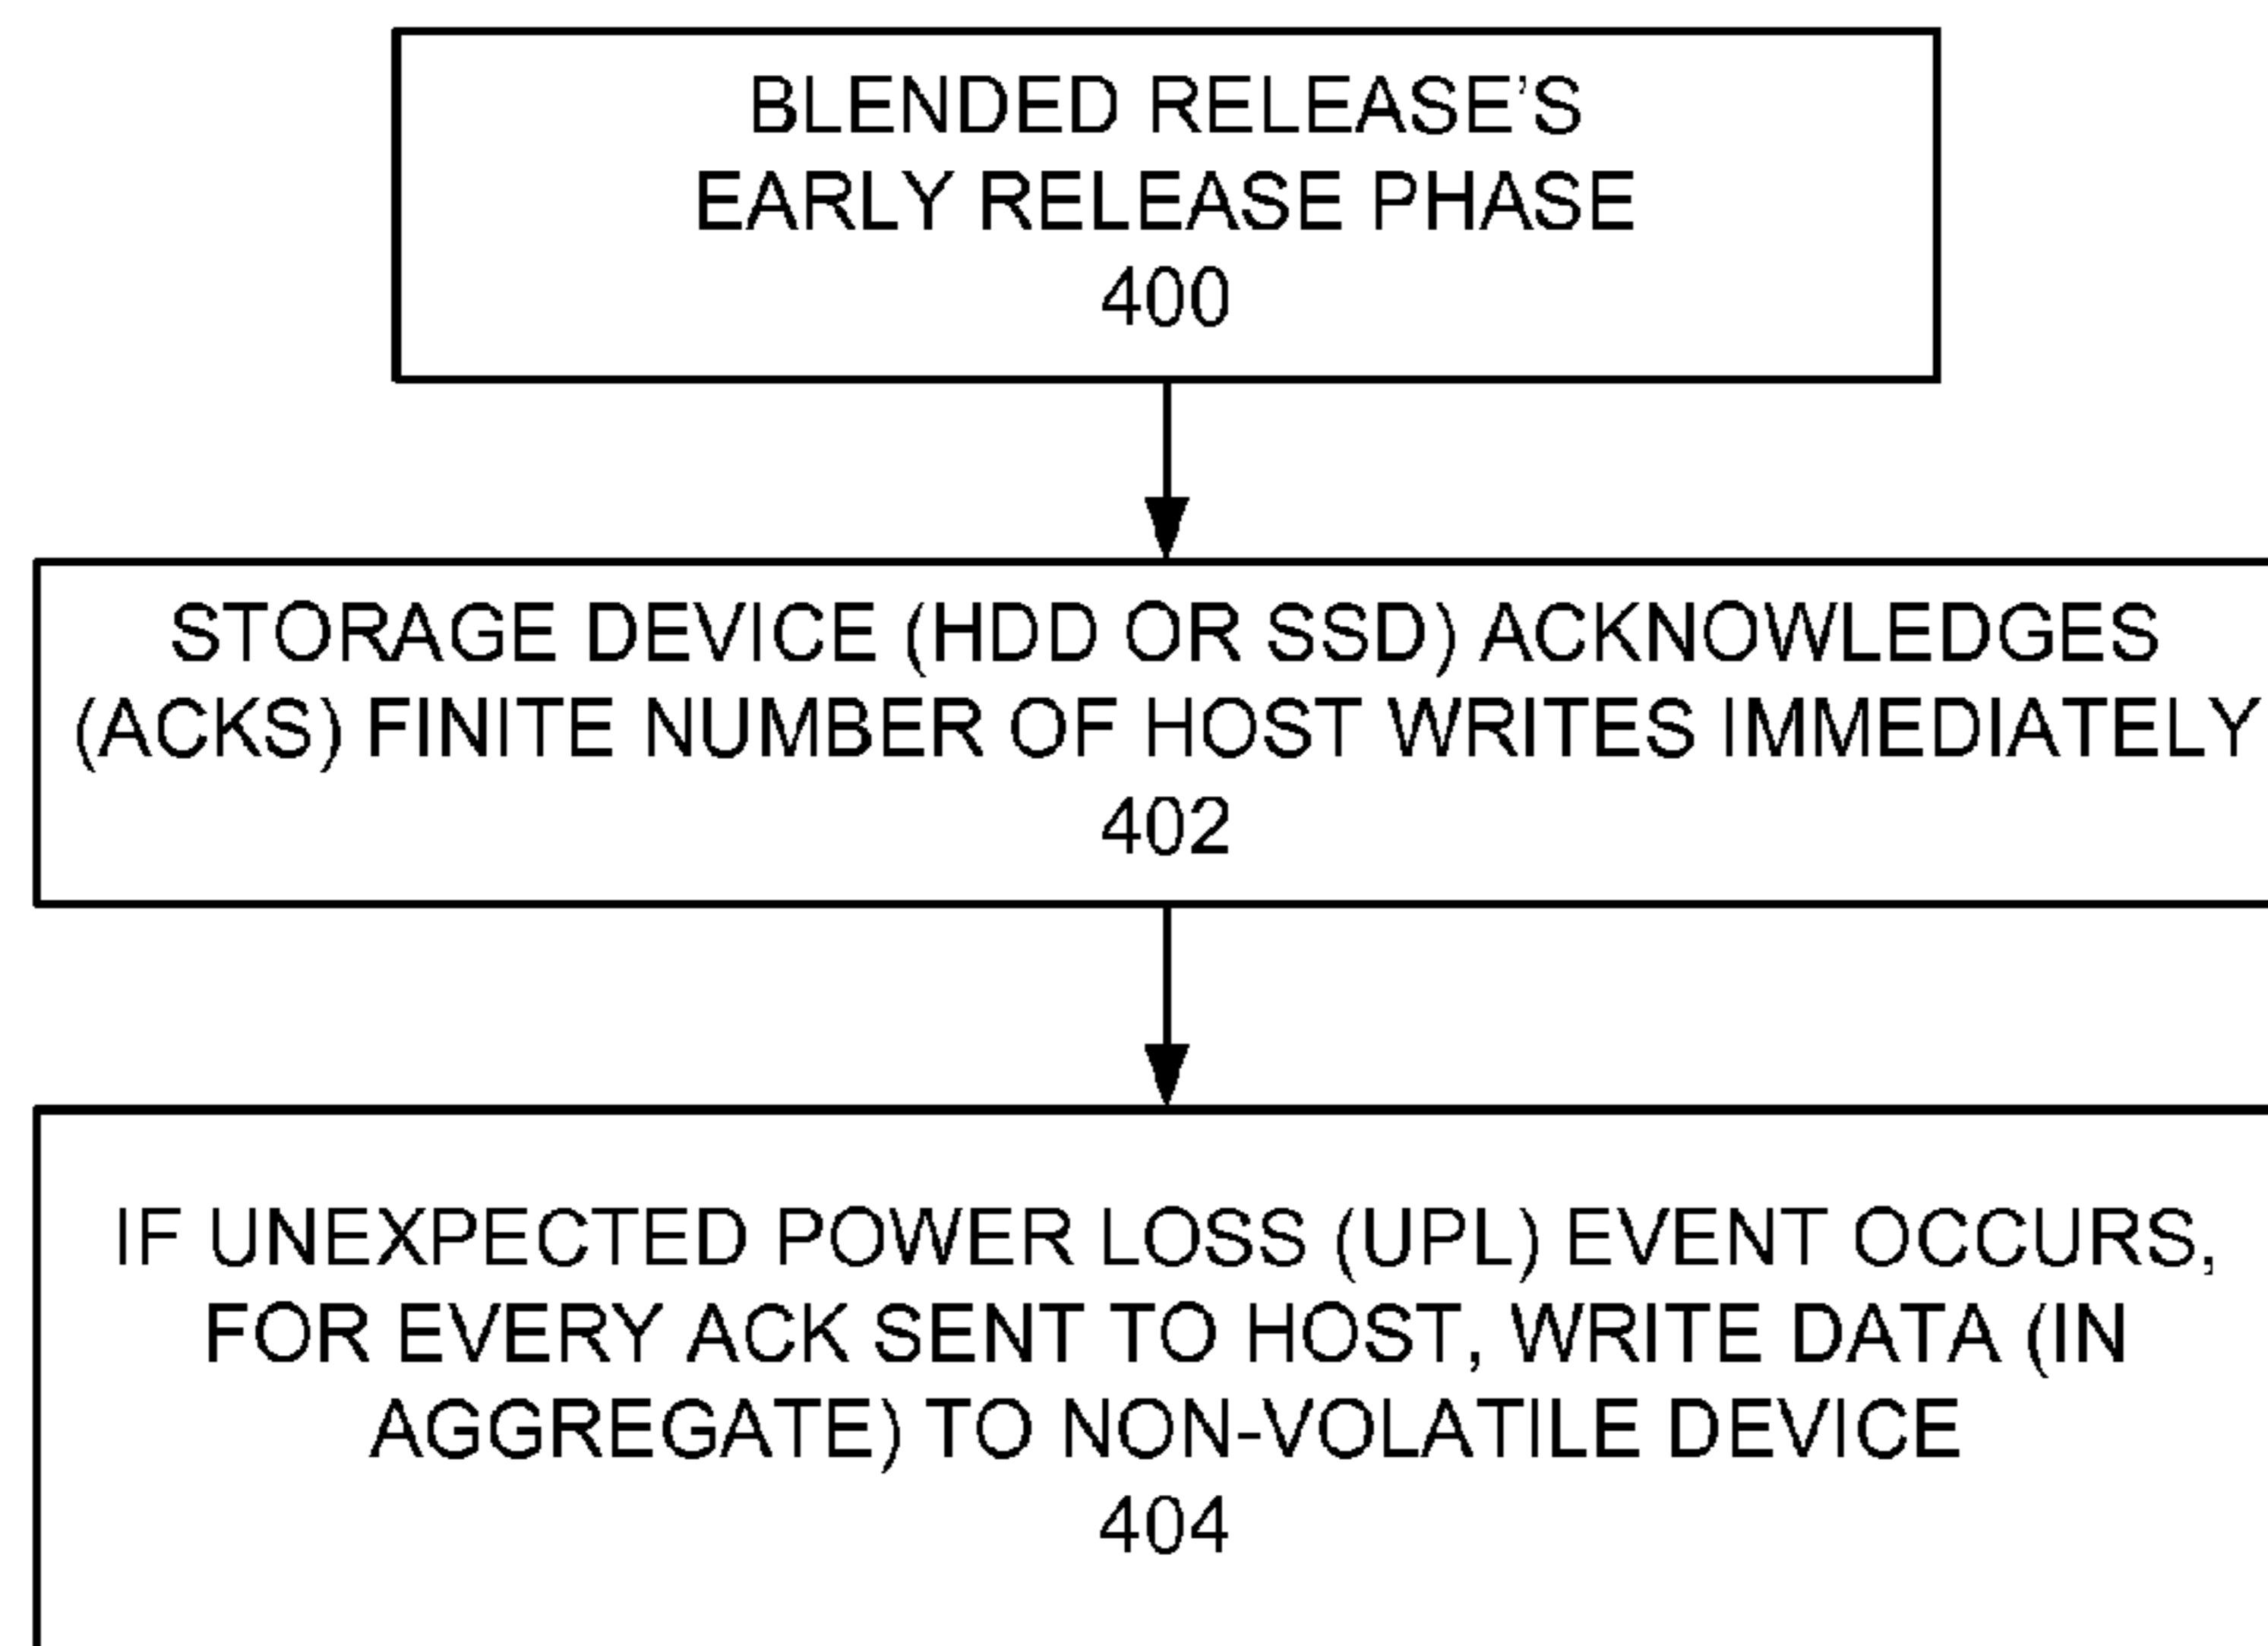 BLENDED RELEASE’S
EARLY RELEASE PHASE
400
STORAGE DEVICE (HDD OR SSD) ACKNOWLEDGES
(ACKS) FINITE NUMBER OF HOST WRITES IMMEDIATELY
402
IF UNEXPECTED POWER LOSS (UPL) EVENT OCCURS,
FOR EVERY ACK SENT TO HOST, WRITE DATA (IN
AGGREGATE) TO NON-VOLATILE DEVICE
404